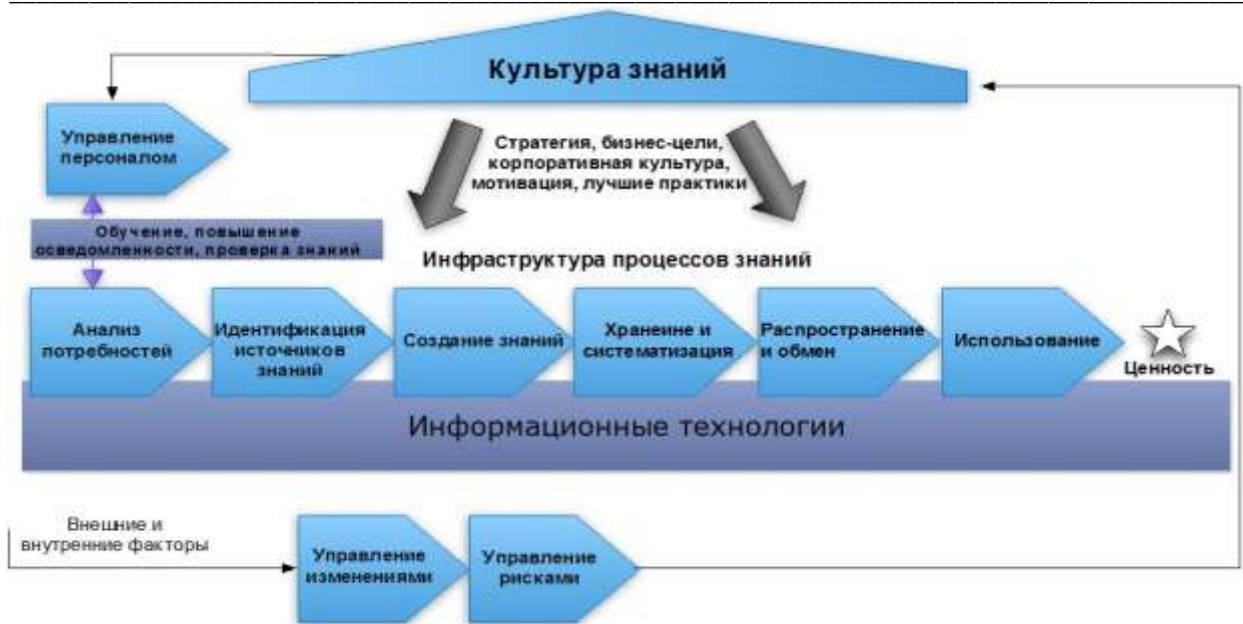 Культура знаний
Управление
персоналом
Стратегия, бизнес-цели,
корпоративная культура,
мотивация, лучшие практики
Обучение, повышение
осведомленности, проверка знаний
Инфраструктура процессов знаний
Анализ
потребностей
Идентификация
источников
знаний
Создание знаний
Хранеине и
систематизация
Распространение
и обмен
Использование
Ценность
Информационные технологии
Внешние и
внутренние факторы
Управление
изменениями
Управление
рисками